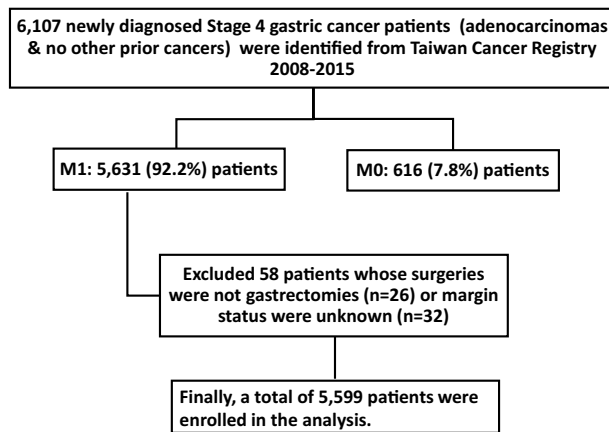 6,107 newly diagnosed Stage 4 gastric cancer patients (adenocarcinomas
& no other prior cancers) were identified from Taiwan Cancer Registry
2008-2015
M1: 5,631 (92.2%) patients
M0: 616 (7.8%) patients
Excluded 58 patients whose surgeries
were not gastrectomies (n=26) or margin
status were unknown (n=32)
Finally, a total of 5,599 patients were
enrolled in the analysis.